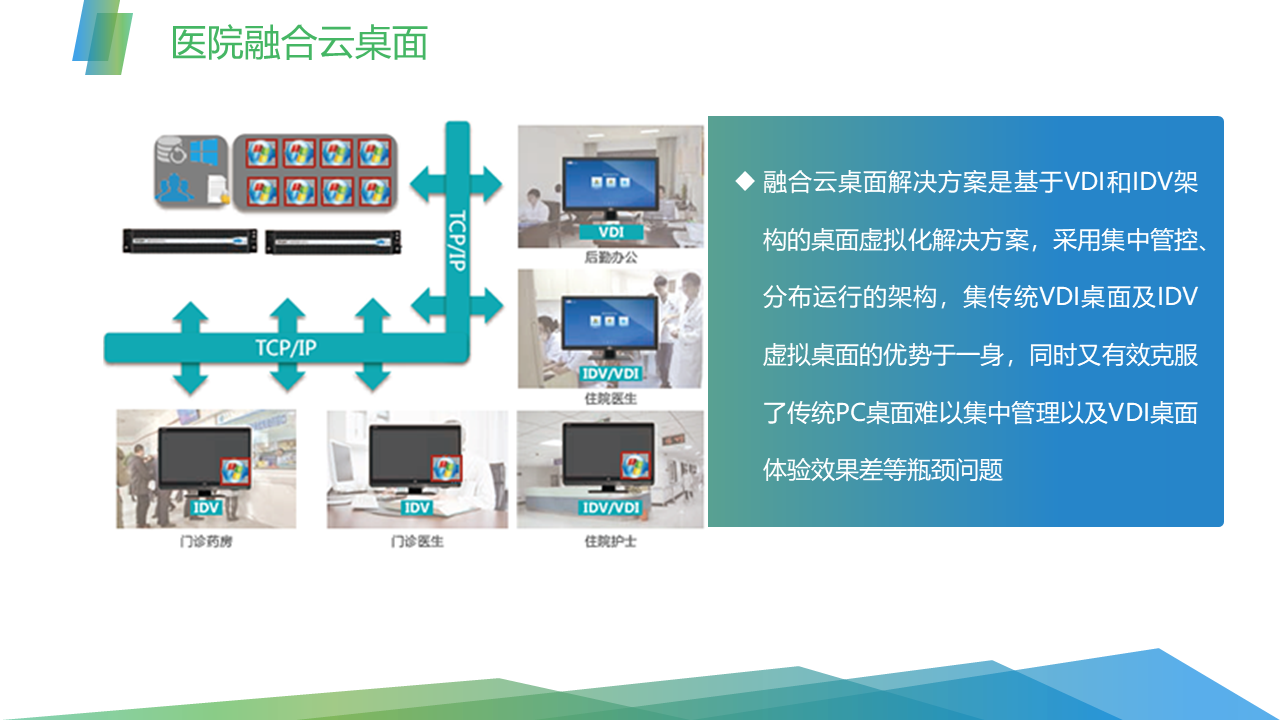 医院融合云桌面
TCP/IP
TCP/IP
VDI
后勤办公
IDV/VDI
住院医生
IDV
门诊药房
IDV
门诊医生
IDV/VDI
住院护士
融合云桌面解决方案是基于VDI和IDV架
构的桌面虚拟化解决方案，采用集中管控、
分布运行的架构，集传统VDI桌面及IDV
虚拟桌面的优势于一身，同时又有效克服
了传统PC桌面难以集中管理以及VDI桌面
体验效果差等瓶颈问题